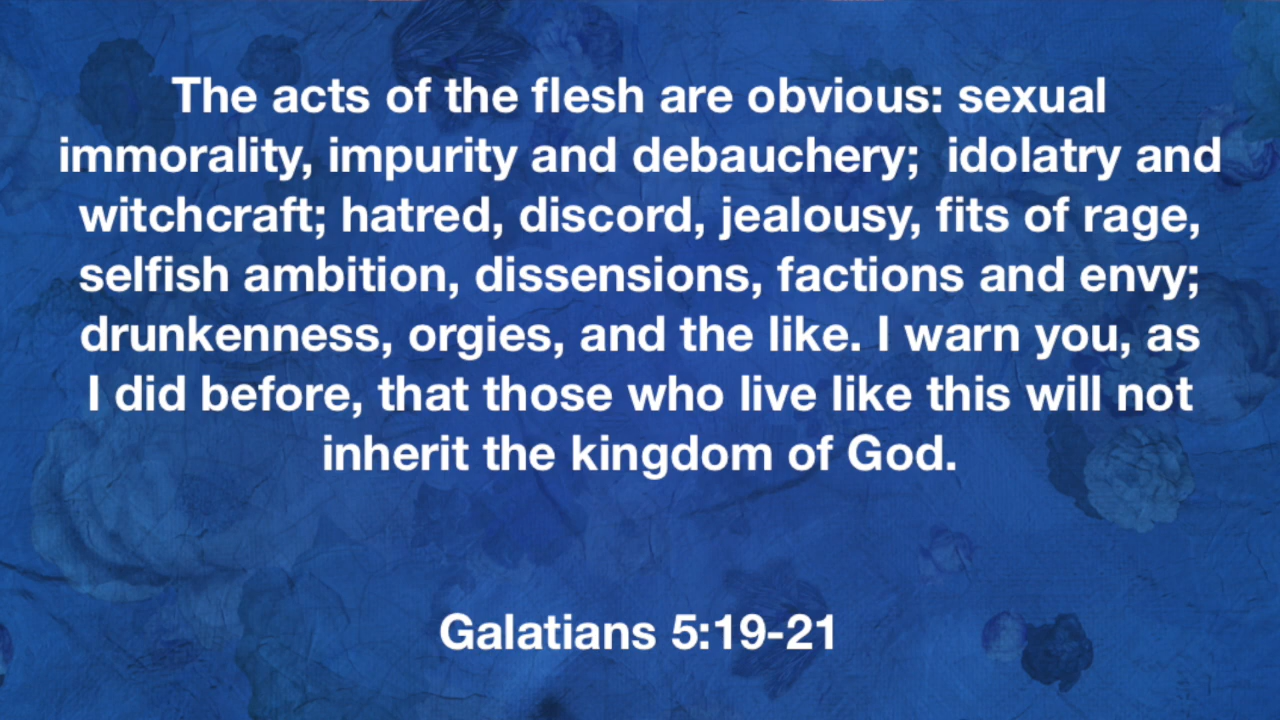 The acts of the flesh are obvious: sexual
immorality, impurity and debauchery;  idolatry and
witchcraft; hatred, discord, jealousy, fits of rage,
selfish ambition, dissensions, factions and envy;
drunkenness, orgies, and the like. I warn you, as
I did before, that those who live like this will not
inherit the kingdom of God.
Galatians 5:19-21